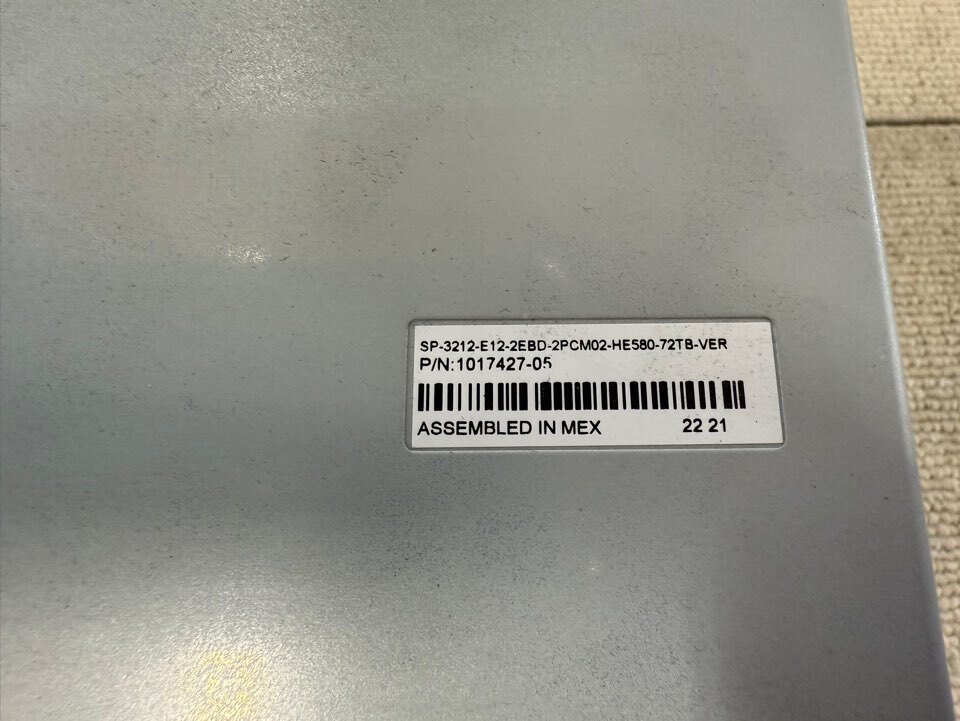 SP-3212-E12-2EBD-2PCM02-HE580-72TB-VER
P/N:1017427-05
ASSEMBLED IN MEX 22 21